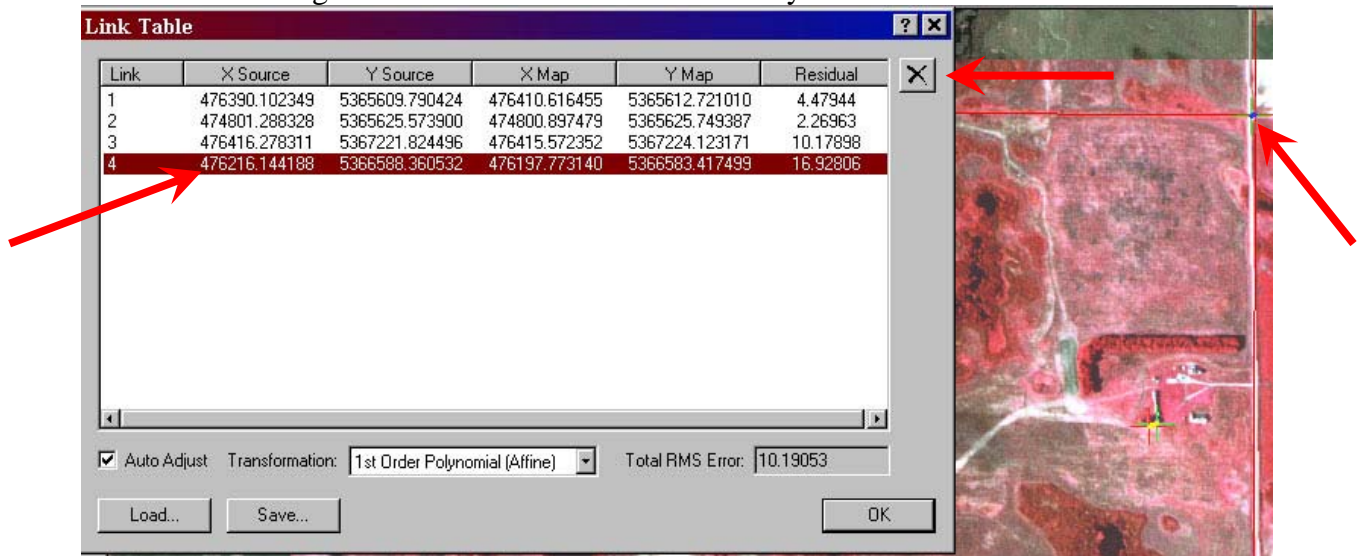 Link Table
Link X Source Y Source X Map Y Map Residual
1 476390.102349 5365609.790424 476410.616455 5365612.721010 4.47944
2 474801.288328 5365625.573900 474800.897479 5365625.749387 2.26963
3 476416.278311 5367221.824496 476415.572352 5367224.123171 10.17898
4 476216.144188 5366588.360532 476197.773140 5366583.417499 16.92806
Auto Adjust Transformation: 1st Order Polynomial (Affine) Total RMS Error: 10.19053
Load... Save... OK